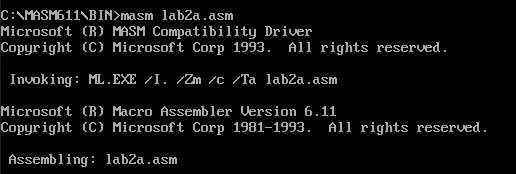 C:\MASM611\BIN>masm lab2a.asm
Microsoft (R) MASM Compatibility Driver
Copyright (C) Microsoft Corp 1993.  All rights reserved.
 Invoking: ML.EXE /I. /Zm /c /Ta lab2a.asm
Microsoft (R) Macro Assembler Version 6.11
Copyright (C) Microsoft Corp 1981-1993.  All rights reserved.
 Assembling: lab2a.asm